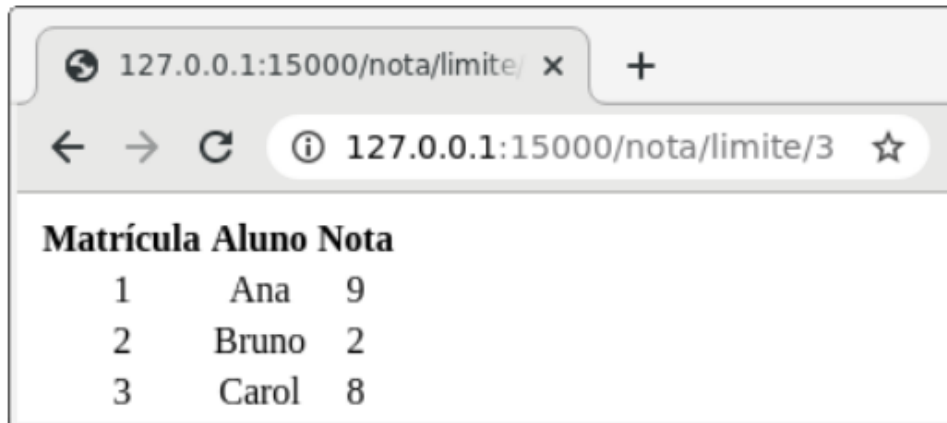 127.0.0.1:15000/nota/limite/
127.0.0.1:15000/nota/limite/3
Matrícula Aluno Nota
1 Ana 9
2 Bruno 2
3 Carol 8